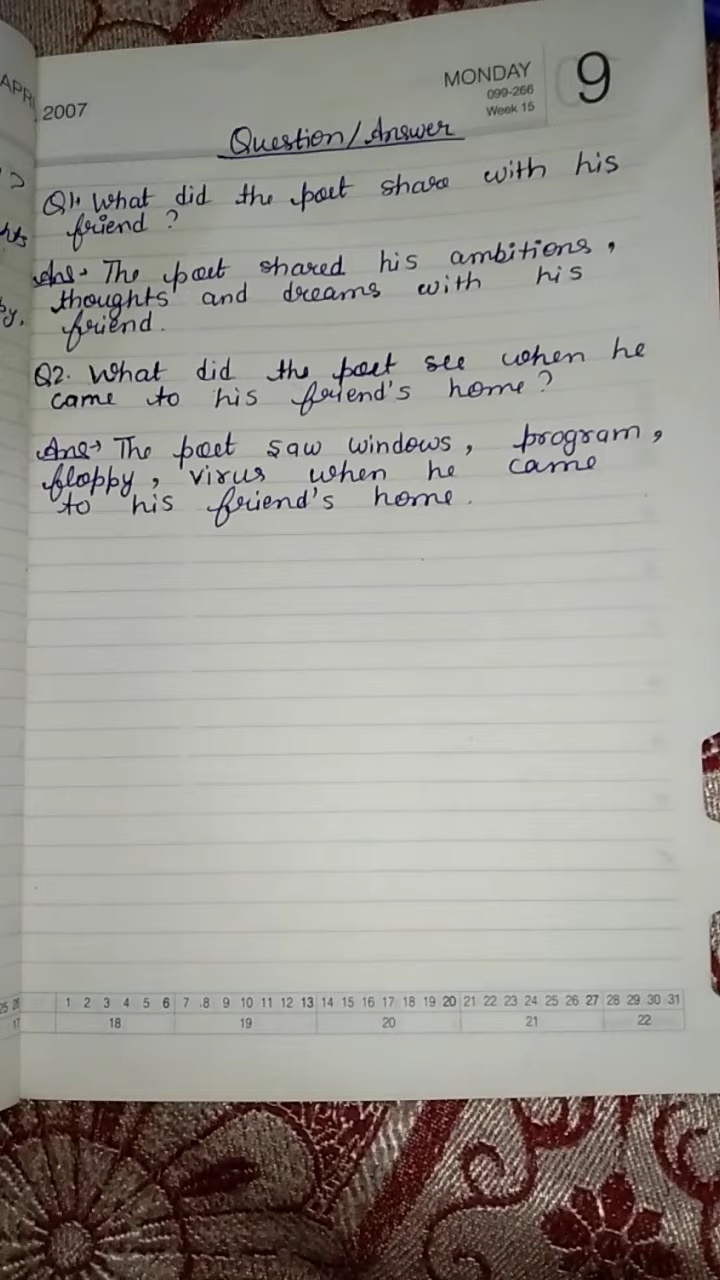 APRI 2007
MONDAY
099-266
Week 15
9
Question/Answer
Q1. What did the poet share with his
friend ?
Ans→ The poet shared his ambitions,
thoughts and dreams with his
friend.
Q2. What did the poet see when he
came to his friend's home?
Ans→ The poet saw windows, program,
floppy, virus when he came
to his friend's home.
25 26 1 2 3 4 5 6 7 8 9 10 11 12 13 14 15 16 17 18 19 20 21 22 23 24 25 26 27 28 29 30 31
17 18 19 20 21 22